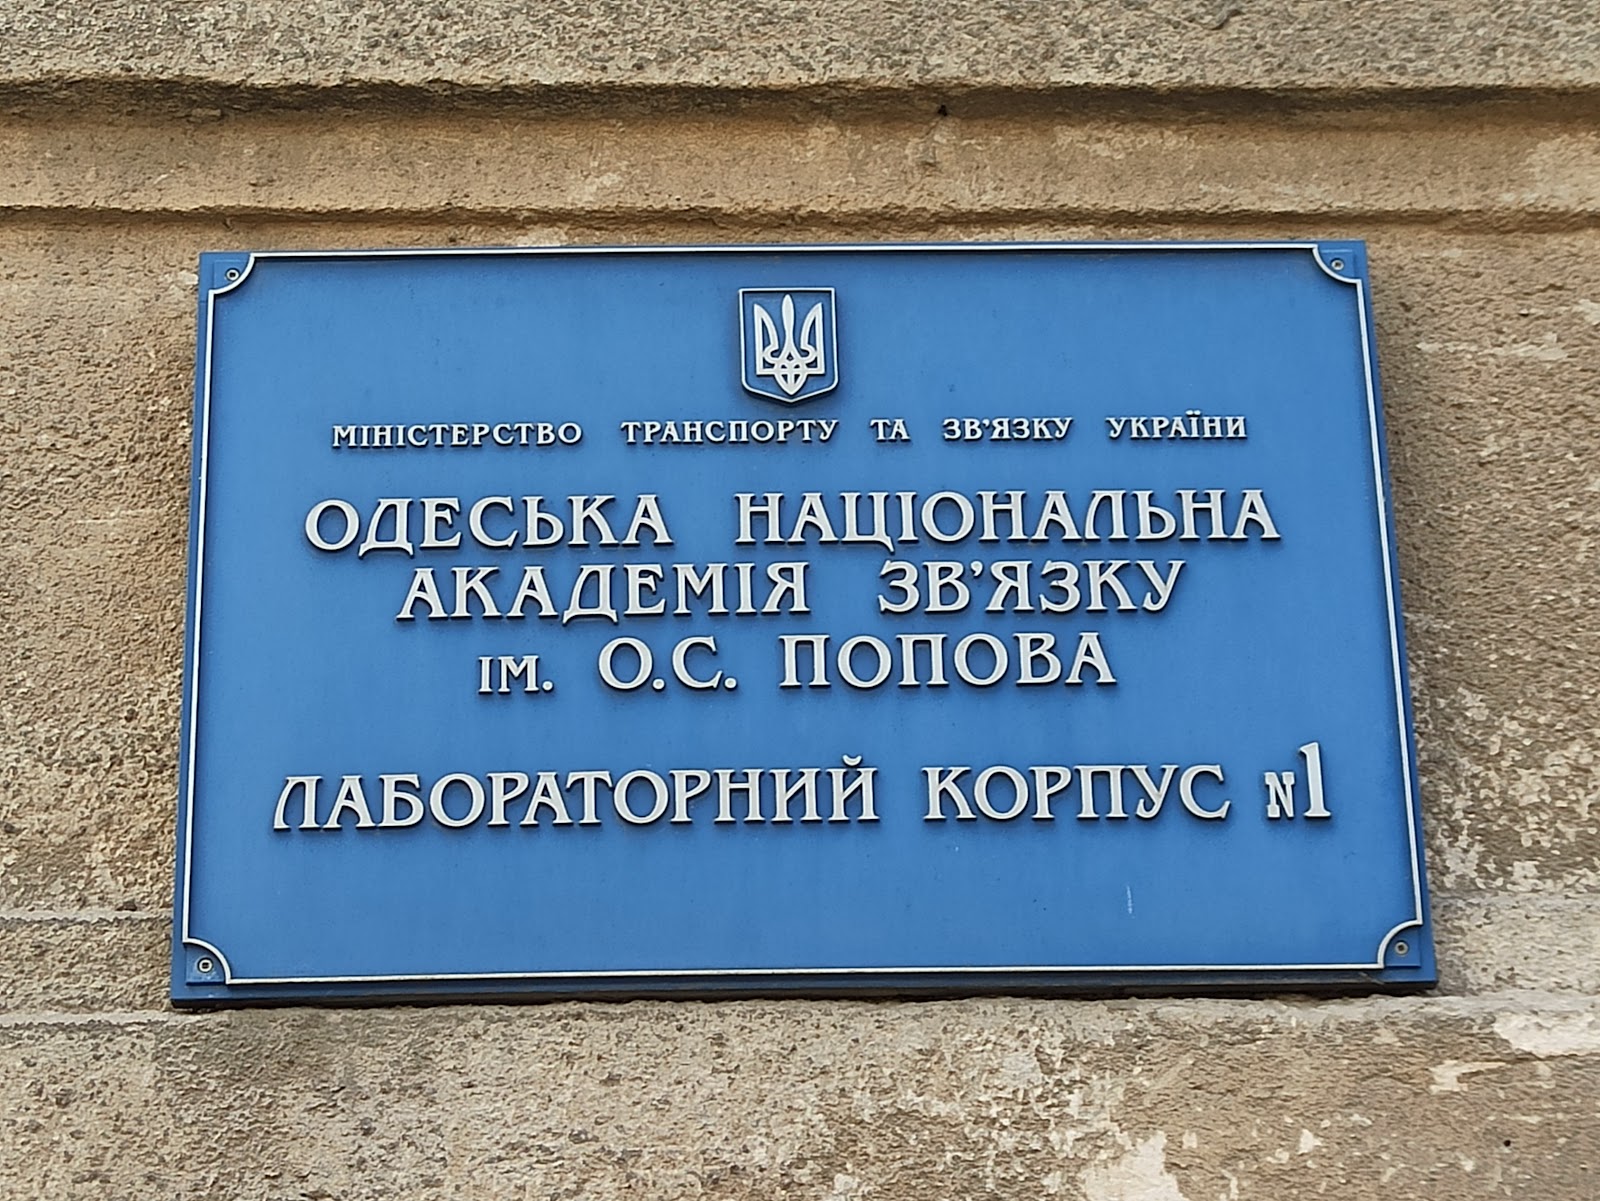 МІНІСТЕРСТВО ТРАНСПОРТУ ТА ЗВ'ЯЗКУ УКРАЇНИ
ОДЕСЬКА НАЦІОНАЛЬНА
АКАДЕМІЯ ЗВ'ЯЗКУ
ІМ. О.С. ПОПОВА
ЛАБОРАТОРНИЙ КОРПУС №1